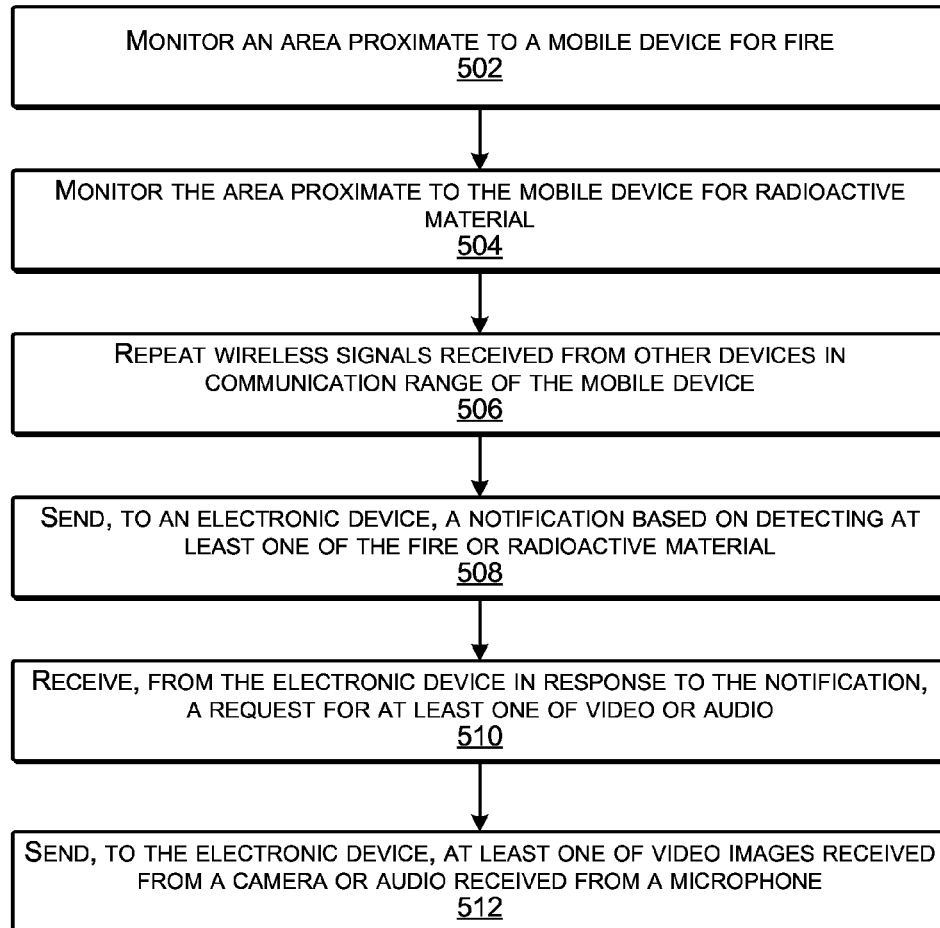 MONITOR AN AREA PROXIMATE TO A MOBILE DEVICE FOR FIRE
502
MONITOR THE AREA PROXIMATE TO THE MOBILE DEVICE FOR RADIOACTIVE
MATERIAL
504
REPEAT WIRELESS SIGNALS RECEIVED FROM OTHER DEVICES IN
COMMUNICATION RANGE OF THE MOBILE DEVICE
506
SEND, TO AN ELECTRONIC DEVICE, A NOTIFICATION BASED ON DETECTING AT
LEAST ONE OF THE FIRE OR RADIOACTIVE MATERIAL
508
RECEIVE, FROM THE ELECTRONIC DEVICE IN RESPONSE TO THE NOTIFICATION,
A REQUEST FOR AT LEAST ONE OF VIDEO OR AUDIO
510
SEND, TO THE ELECTRONIC DEVICE, AT LEAST ONE OF VIDEO IMAGES RECEIVED
FROM A CAMERA OR AUDIO RECEIVED FROM A MICROPHONE
512